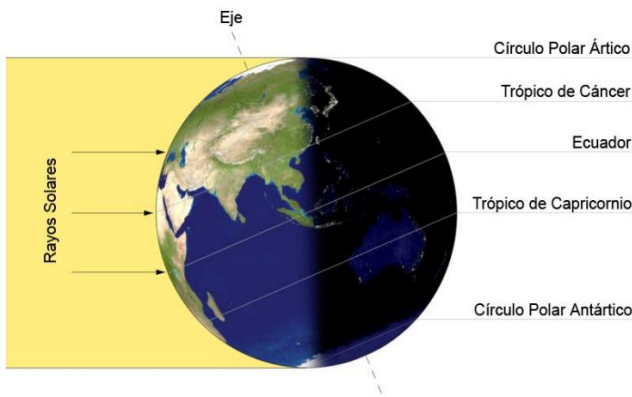 Eje
Círculo Polar Ártico
Trópico de Cáncer
Ecuador
Rayos Solares
Trópico de Capricornio
Círculo Polar Antártico